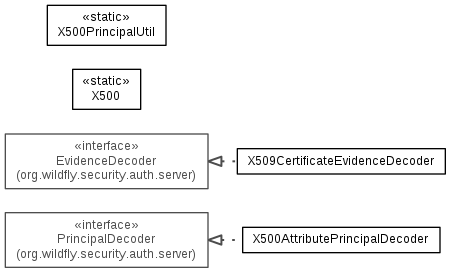 «static»
X500PrincipalUtil
«static»
X500
«interface»
EvidenceDecoder
(org.wildfly.security.auth.server)
X509CertificateEvidenceDecoder
«interface»
PrincipalDecoder
(org.wildfly.security.auth.server)
X500AttributePrincipalDecoder